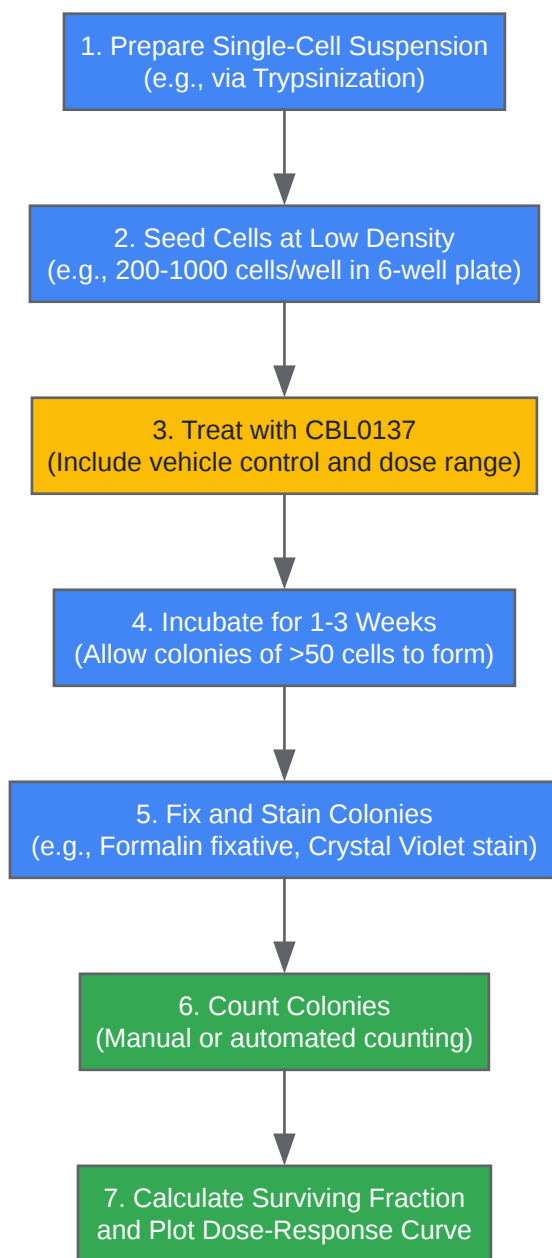 1. Prepare Single-Cell Suspension
(e.g., via Trypsinization)
2. Seed Cells at Low Density
(e.g., 200-1000 cells/well in 6-well plate)
3. Treat with CBL0137
(Include vehicle control and dose range)
4. Incubate for 1-3 Weeks
(Allow colonies of >50 cells to form)
5. Fix and Stain Colonies
(e.g., Formalin fixative, Crystal Violet stain)
6. Count Colonies
(Manual or automated counting)
7. Calculate Surviving Fraction
and Plot Dose-Response Curve